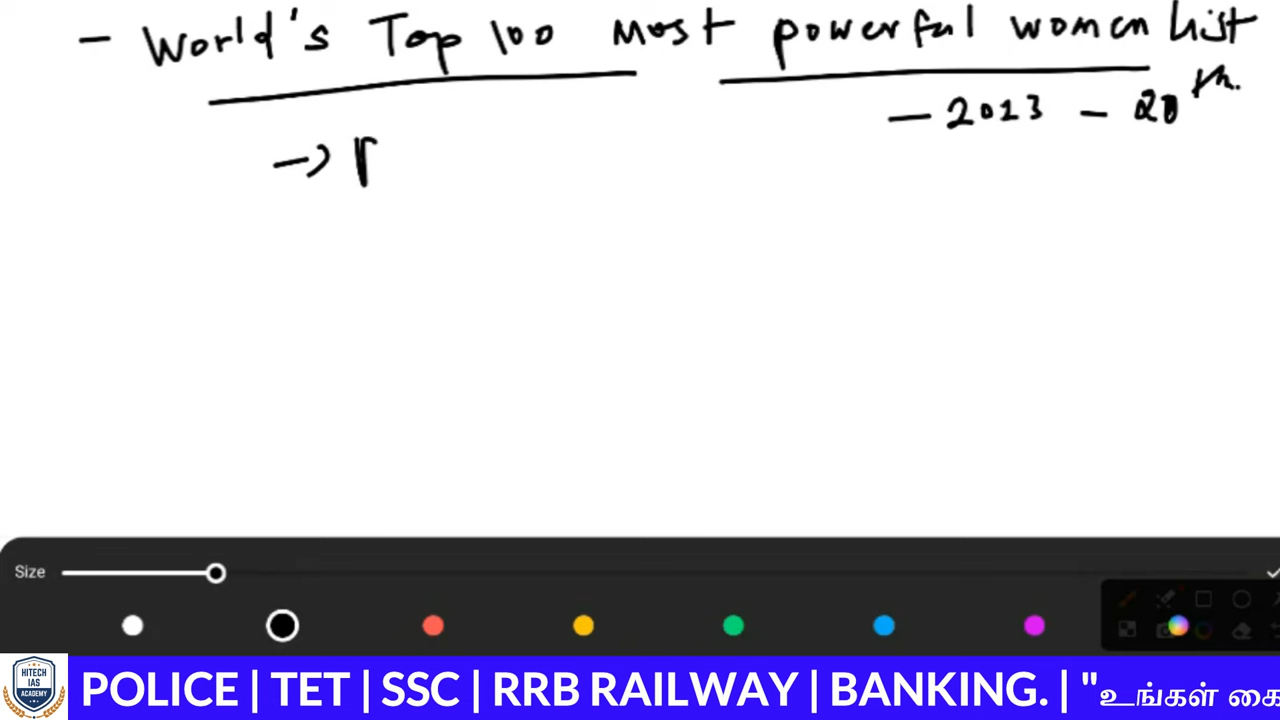 - World's Top 100 most powerful women List
- 2023 - 20th.
→
Size
HITECH
IAS
ACADEMY
POLICE | TET | SSC | RRB RAILWAY | BANKING. | "உங்கள் கை